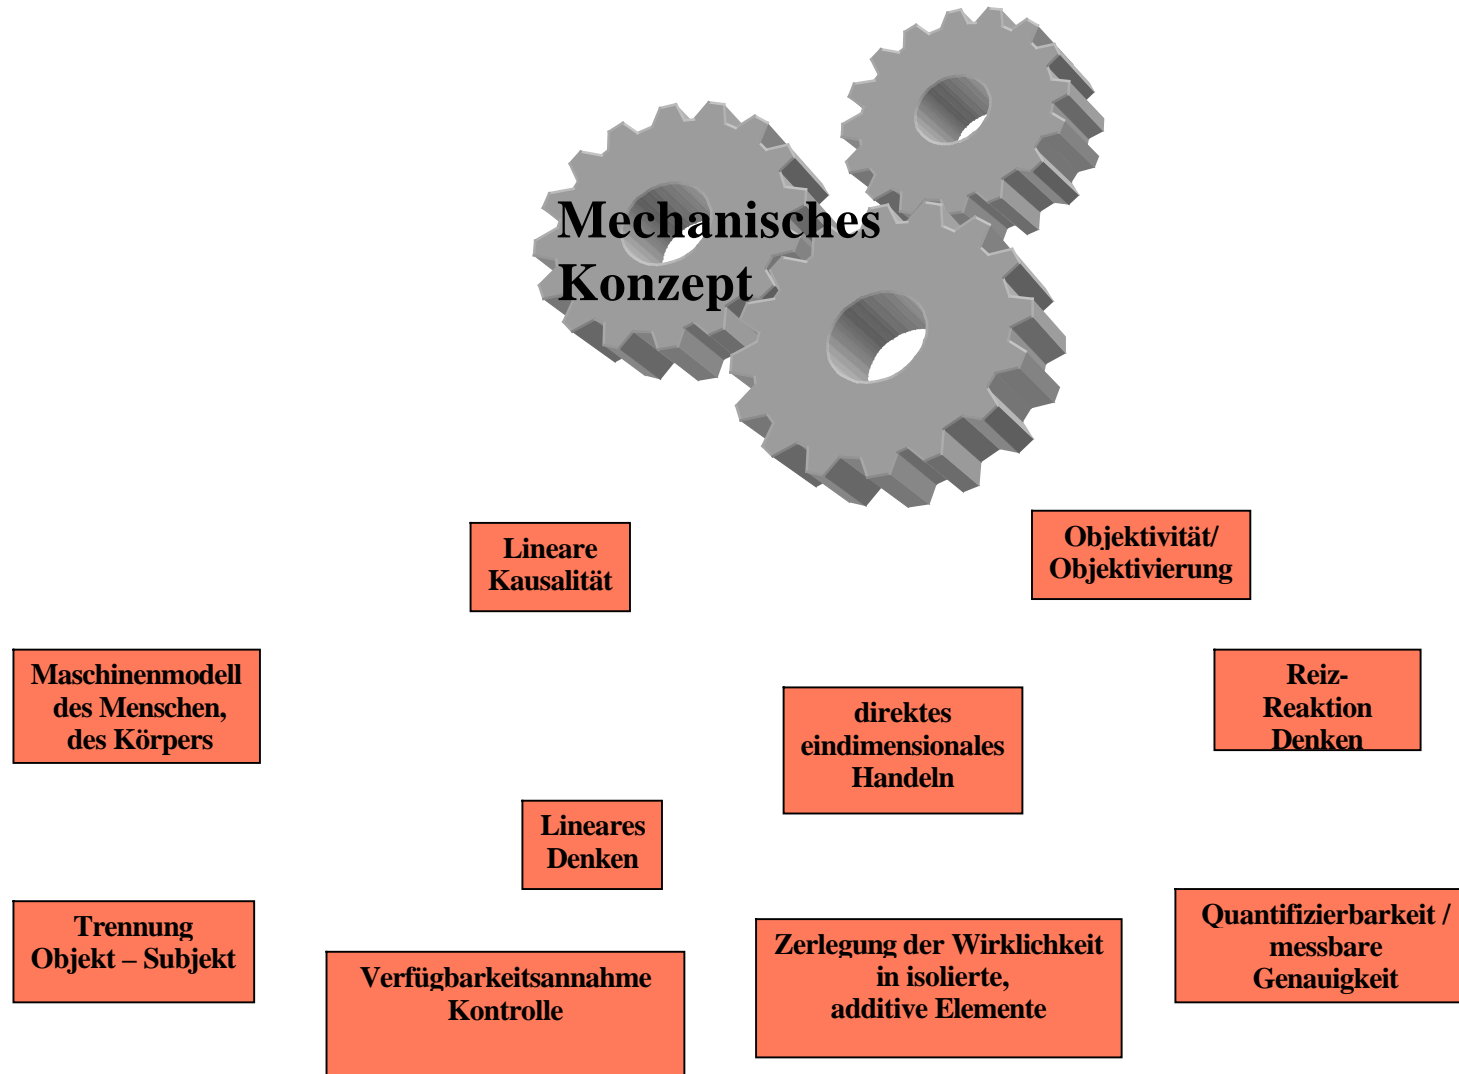 Mechanisches
Konzept
Lineare
Kausalität
Objektivität/
Objektivierung
Maschinenmodell
des Menschen,
des Körpers
direktes
eindimensionales
Handeln
Reiz-
Reaktion
Denken
Lineares
Denken
Trennung
Objekt – Subjekt
Verfügbarkeitsannahme
Kontrolle
Zerlegung der Wirklichkeit
in isolierte,
additive Elemente
Quantifizierbarkeit /
messbare
Genauigkeit